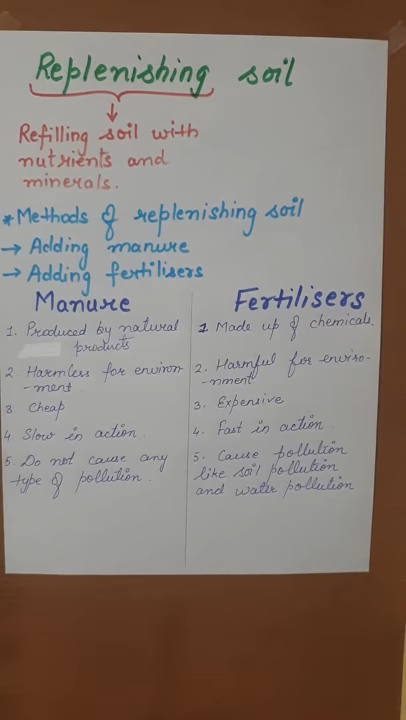 Replenishing soil
Refilling soil with
nutrients and
minerals.
*Methods of replenishing soil
→ Adding manure
→ Adding fertilisers
Manure
1. Produced by natural
products
2. Harmless for environ-
-ment
3 Cheap
4. Slow in action.
5. Do not cause any
type of pollution.
Fertilisers
1. Made up of chemicals.
2. Harmful for enviro-
-nment
3. Expensive
4. Fast in action.
5. Cause pollution
like soil pollution
and water pollution